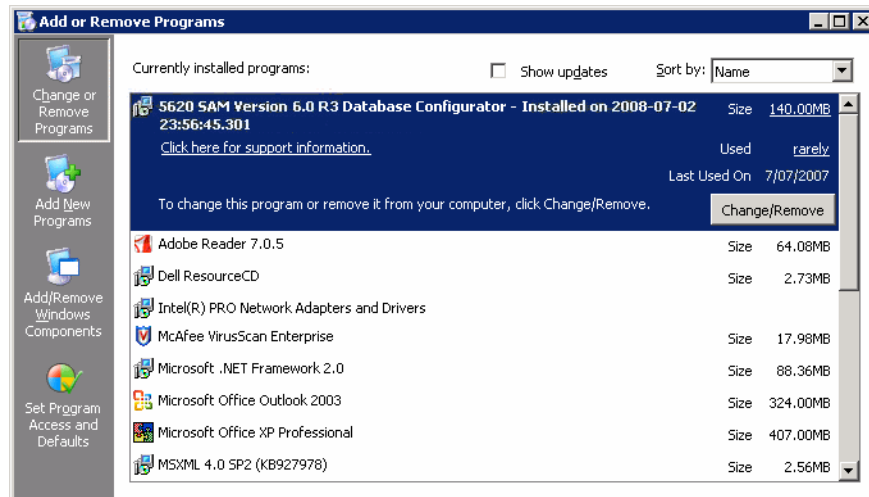 Add or Remove Programs
Change or
Remove
Programs
Add New
Programs
Add/Remove
Windows
Components
Set Program
Access and
Defaults
Currently installed programs:
Show updates
Sort by: Name
5620 SAM Version 6.0 R3 Database Configurator - Installed on 2008-07-02 Size 140.00MB
23:56:45.301
Click here for support information. Used rarely
Last Used On 7/07/2007
To change this program or remove it from your computer, click Change/Remove. Change/Remove
Adobe Reader 7.0.5 Size 64.08MB
Dell ResourceCD Size 2.73MB
Intel(R) PRO Network Adapters and Drivers
McAfee VirusScan Enterprise Size 17.98MB
Microsoft .NET Framework 2.0 Size 88.36MB
Microsoft Office Outlook 2003 Size 324.00MB
Microsoft Office XP Professional Size 407.00MB
MSXML 4.0 SP2 (KB927978) Size 2.56MB